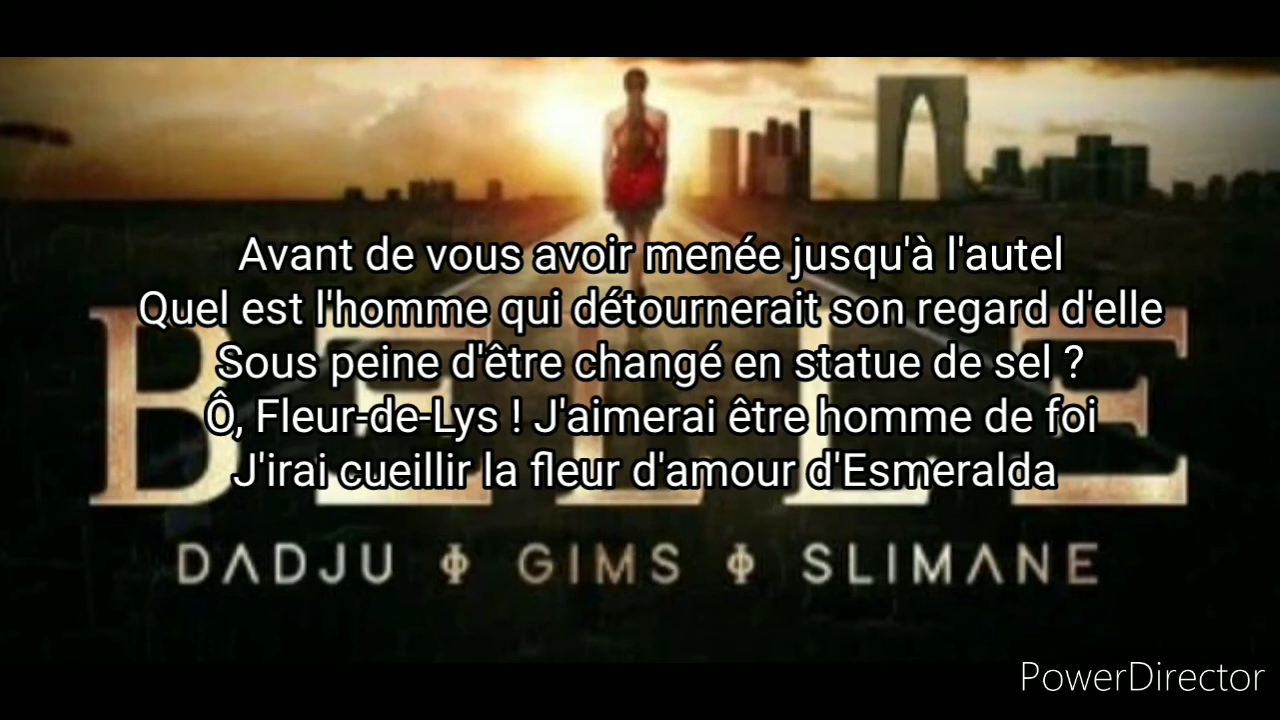 Avant de vous avoir menée jusqu'à l'autel
Quel est l'homme qui détournerait son regard d'elle
Sous peine d'être changé en statue de sel ?
Ô, Fleur-de-Lys ! J'aimerai être homme de foi
J'irai cueillir la fleur d'amour d'Esmeralda
BELLE
DADJU Φ GIMS Φ SLIMANE
PowerDirector